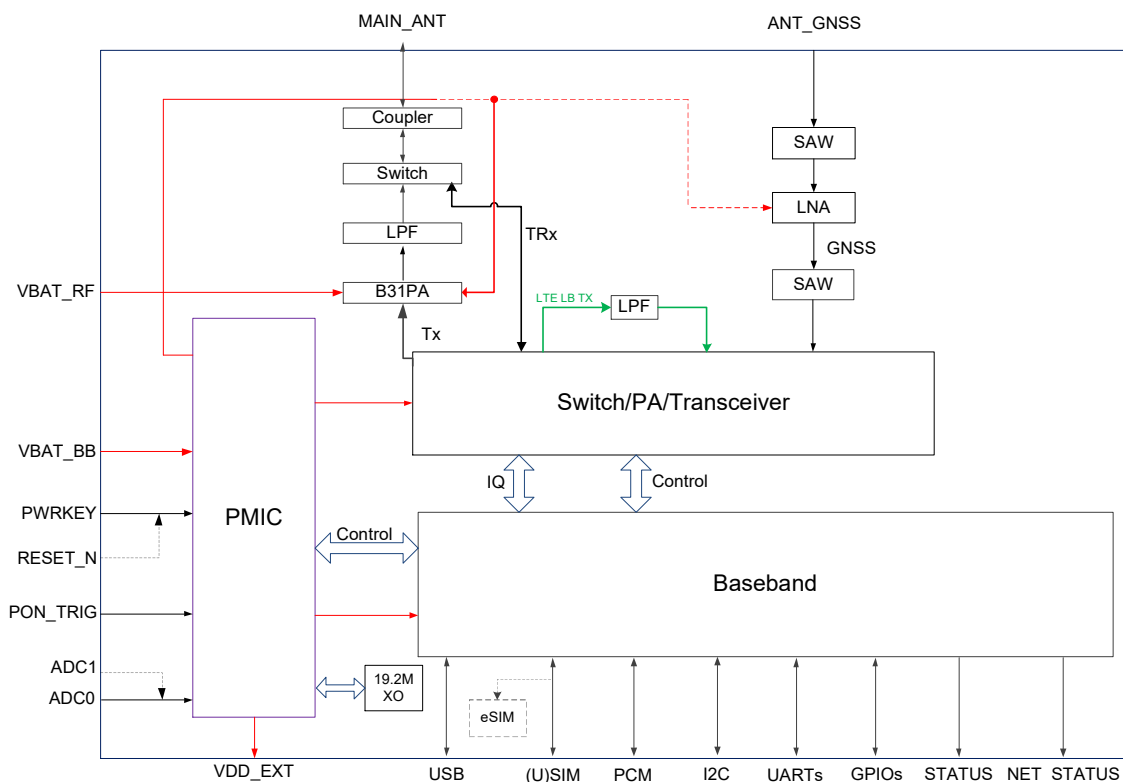 MAIN_ANT
ANT_GNSS
Coupler
SAW
Switch
LNA
TRx
LPF
GNSS
VBAT_RF
B31PA
SAW
LTE LB TX
LPF
Tx
Switch/PA/Transceiver
VBAT_BB
IQ
Control
PWRKEY
PMIC
Control
RESET_N
Baseband
PON_TRIG
ADC1
19.2M
XO
ADC0
eSIM
VDD_EXT
USB
(U)SIM
PCM
I2C
UARTs
GPIOs
STATUS
NET STATUS